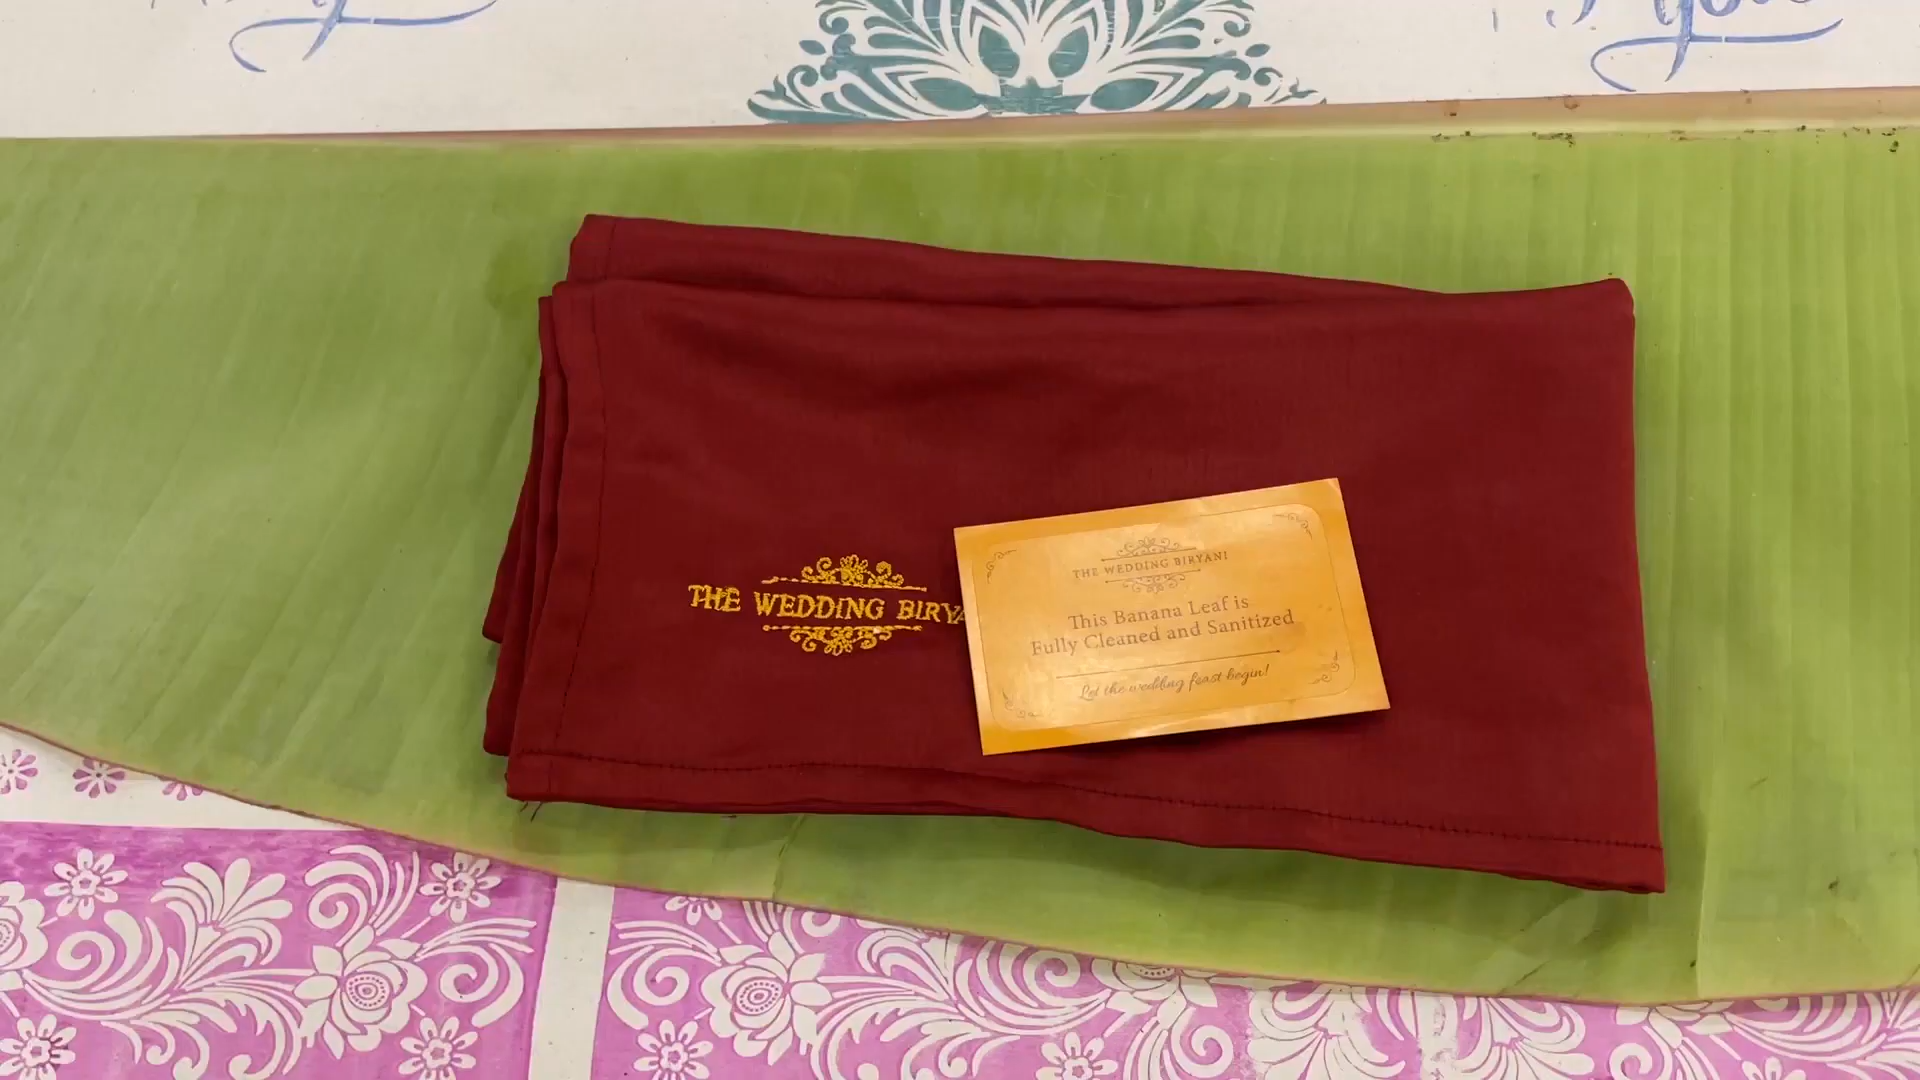 THE WEDDING BIRYA
THE WEDDING BIRYANI
This Banana Leaf is
Fully Cleaned and Sanitized
Let the wedding feast begin!